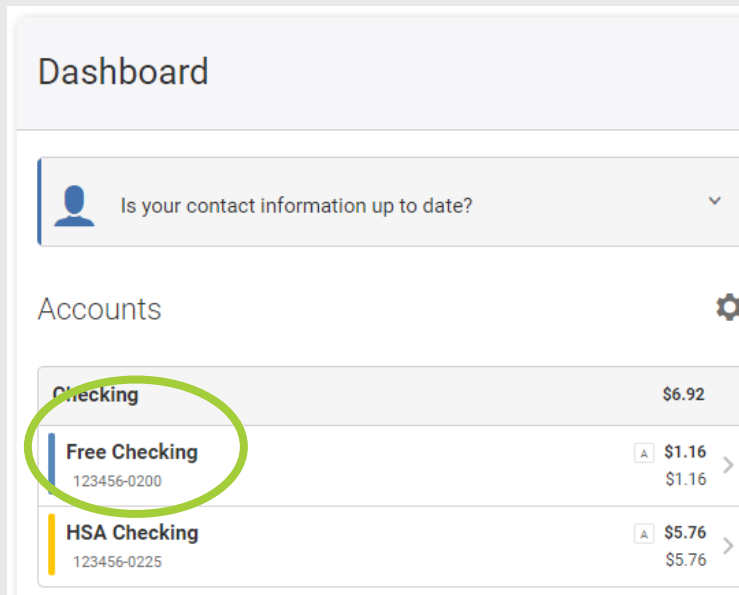 Dashboard
Is your contact information up to date?
Accounts
Checking $6.92
Free Checking A $1.16
123456-0200 $1.16
HSA Checking A $5.76
123456-0225 $5.76